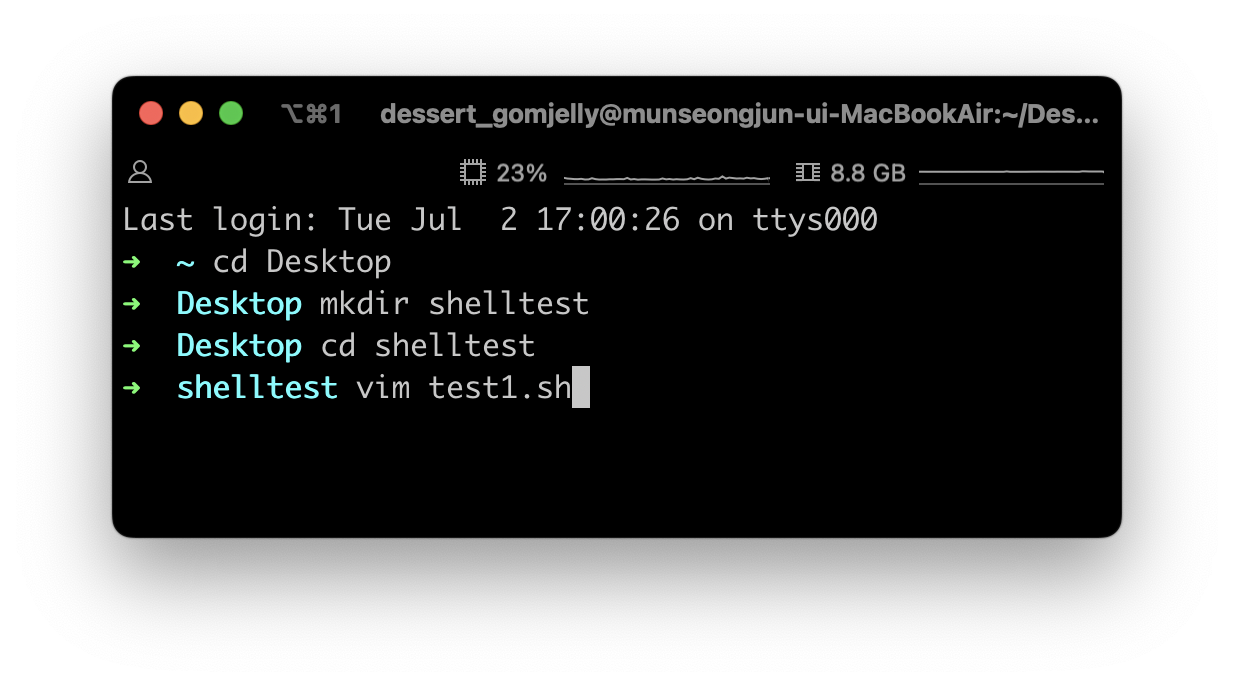 ⌥⌘1 dessert_gomjelly@munseongjun-ui-MacBookAir:~/Des...
23% 8.8 GB
Last login: Tue Jul  2 17:00:26 on ttys000
➜  ~ cd Desktop
➜  Desktop mkdir shelltest
➜  Desktop cd shelltest
➜  shelltest vim test1.sh